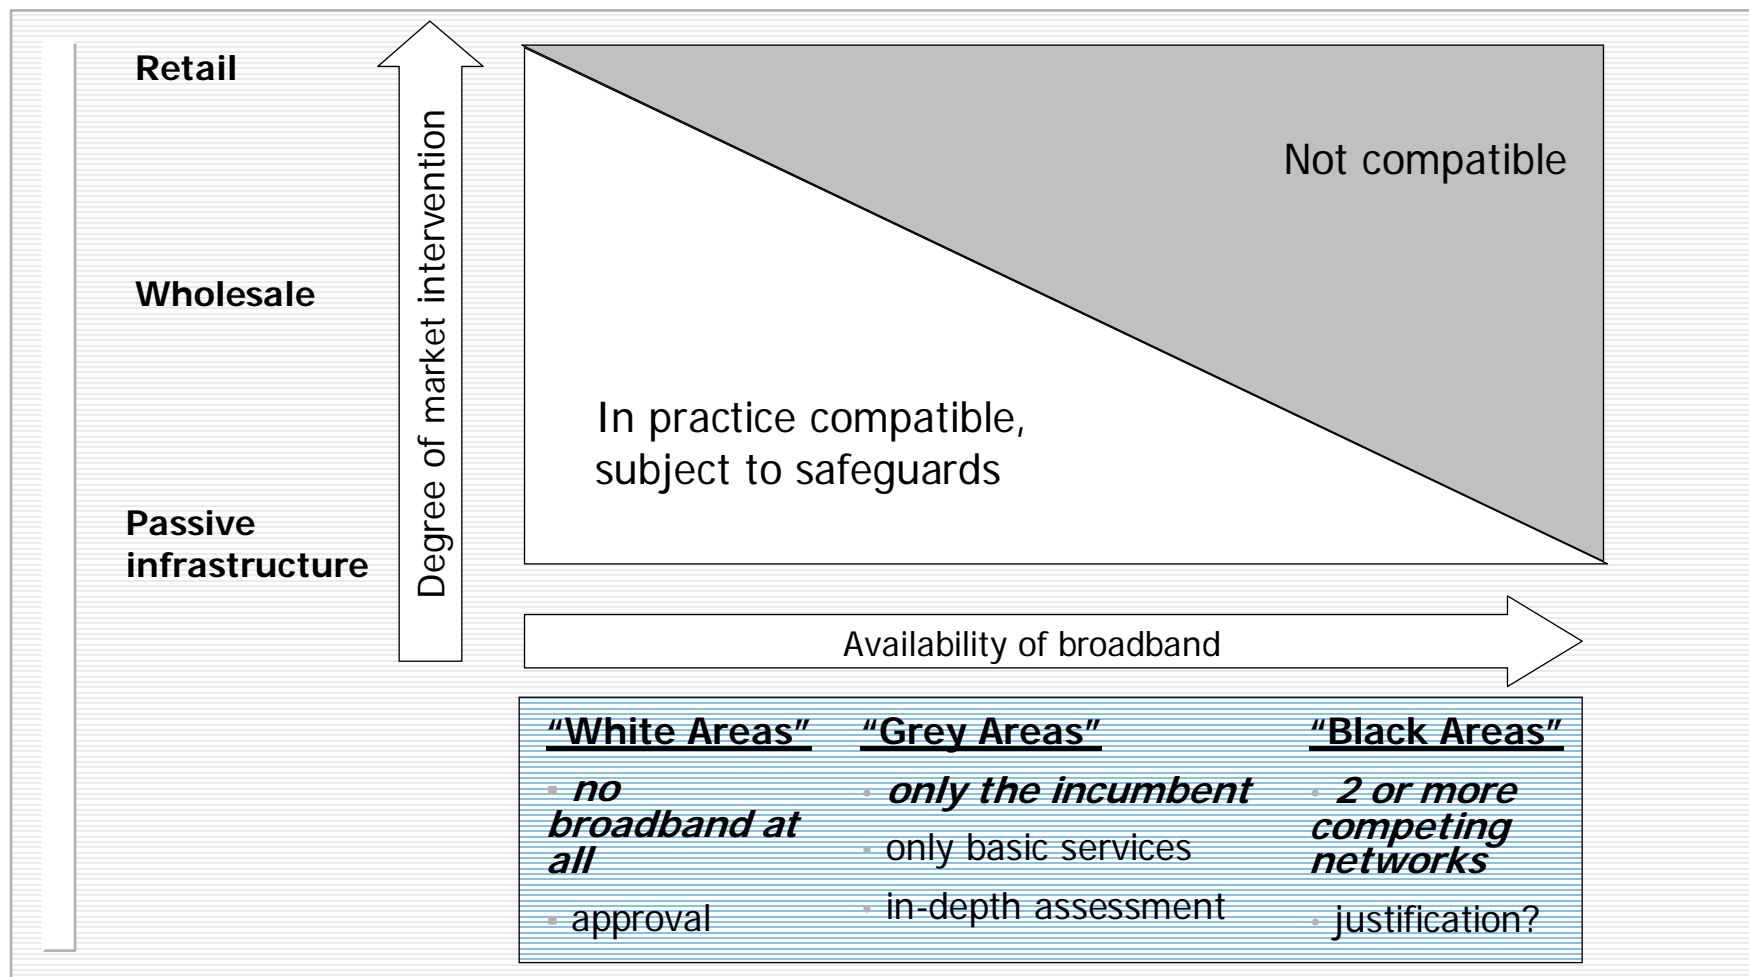 Retail
Wholesale
Passive
infrastructure
Degree of market intervention
Not compatible
In practice compatible,
subject to safeguards
Availability of broadband
“White Areas”
▪ no
broadband at
all
▪ approval
“Grey Areas”
• only the incumbent
• only basic services
• in-depth assessment
“Black Areas”
• 2 or more
competing
networks
• justification?